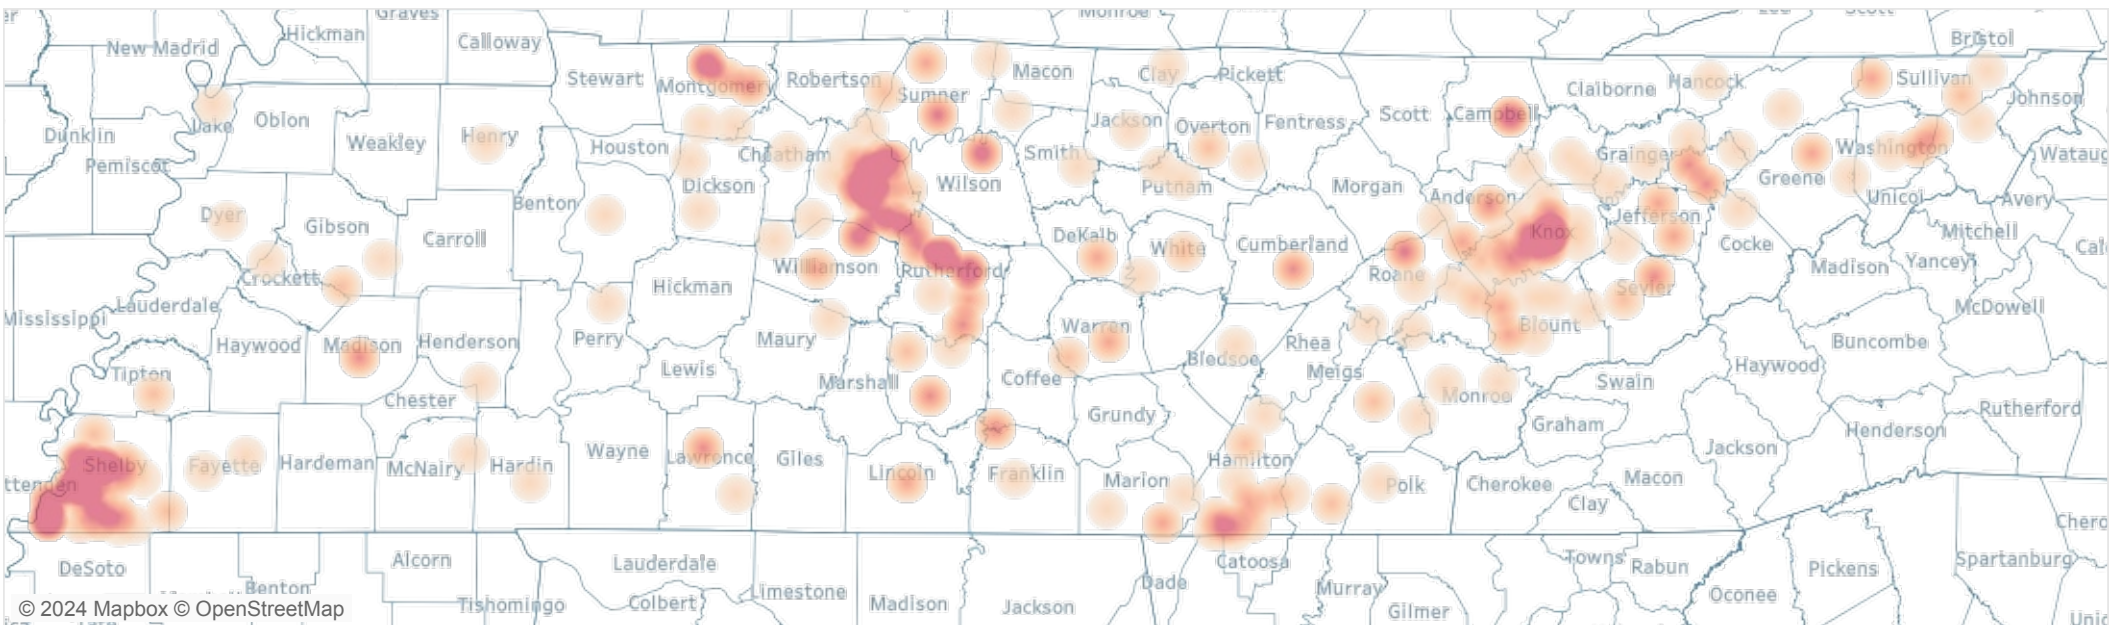 Graves
Monroe
Scott
New Madrid
Hickman
Calloway
Bristol
Stewart
Montgomery
Robertson
Sumner
Macon
Clay
Pickett
Scott
Campbell
Claiborne
Hancock
Sullivan
Johnson
Dunklin
Lake
Obion
Weakley
Henry
Houston
Cheatham
Jackson
Overton
Fentress
Grainger
Washington
Pemiscot
Dickson
Wilson
Smith
Putnam
Morgan
Anderson
Greene
Unicoi
Avery
Dyer
Gibson
Carroll
Benton
Williamson
DeKalb
White
Cumberland
Knox
Jefferson
Cocke
Mitchell
Madison
Yancey
Crockett
Hickman
Rutherford
Roane
Sevier
McDowell
Mississippi
Lauderdale
Haywood
Madison
Henderson
Perry
Maury
Warren
Rhea
Blount
Buncombe
Tipton
Chester
Lewis
Marshall
Coffee
Bledsoe
Meigs
Monroe
Swain
Haywood
Rutherford
Grundy
Graham
Henderson
Shelby
Fayette
Hardeman
McNairy
Hardin
Wayne
Lawrence
Giles
Lincoln
Franklin
Marion
Hamilton
Polk
Cherokee
Macon
Jackson
Clay
DeSoto
Alcorn
Lauderdale
Limestone
Dade
Catoosa
Towns
Rabun
Pickens
Spartanburg
Benton
Tishomingo
Colbert
Madison
Jackson
Murray
Gilmer
Oconee
© 2024 Mapbox © OpenStreetMap